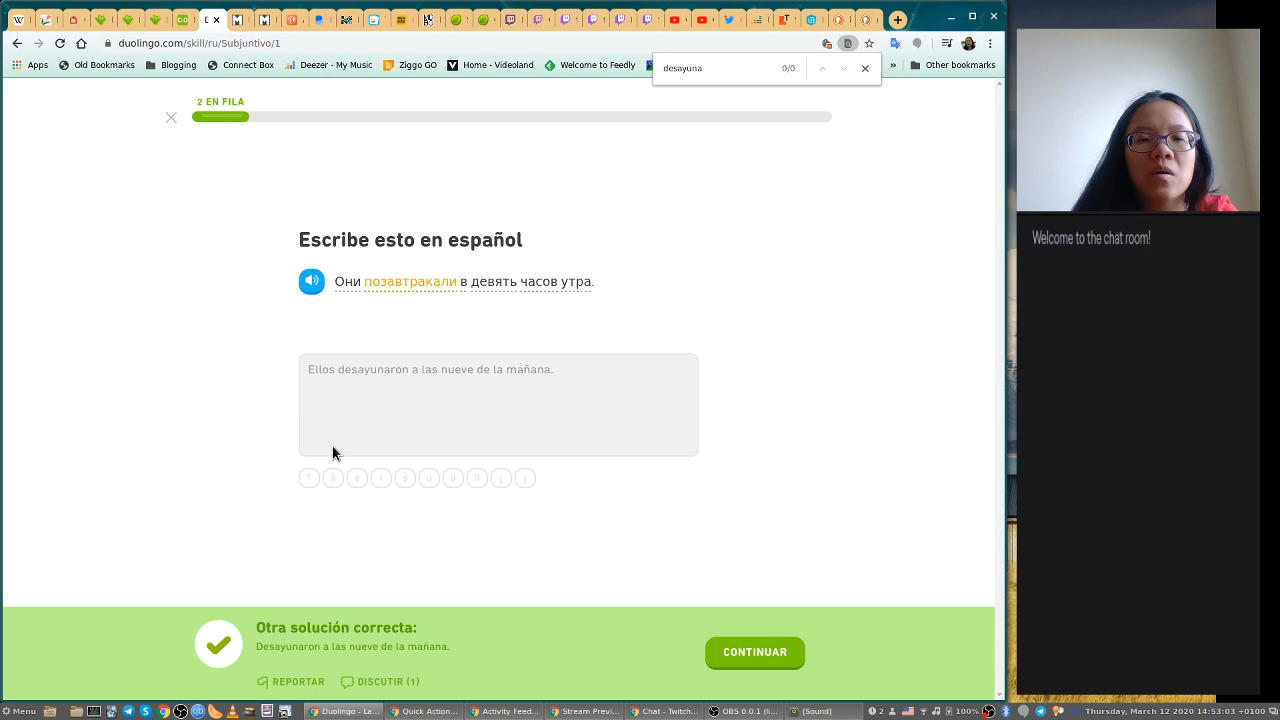 duolingo.com/skill/ru/Subjuntivo/1
Apps
Old Bookmarks
Blogging
Connect Box
Deezer - My Music
Ziggo GO
Home - Videoland
Welcome to Feedly
»
Other bookmarks
desayuna
0/0
2 EN FILA
Escribe esto en español
Они позавтракали в девять часов утра.
Ellos desayunaron a las nueve de la mañana.
↑ á é í ó ú ü ñ ¿ ¡
Otra solución correcta:
Desayunaron a las nueve de la mañana.
REPORTAR
DISCUTIR (1)
CONTINUAR
Welcome to the chat room!
Menu
Duolingo - La...
Quick Action...
Activity Feed...
Stream Previ...
Chat - Twitch...
OBS 0.0.1 (li...
(Sound)
2
100%
Thursday, March 12 2020, 14:53:03 +0100